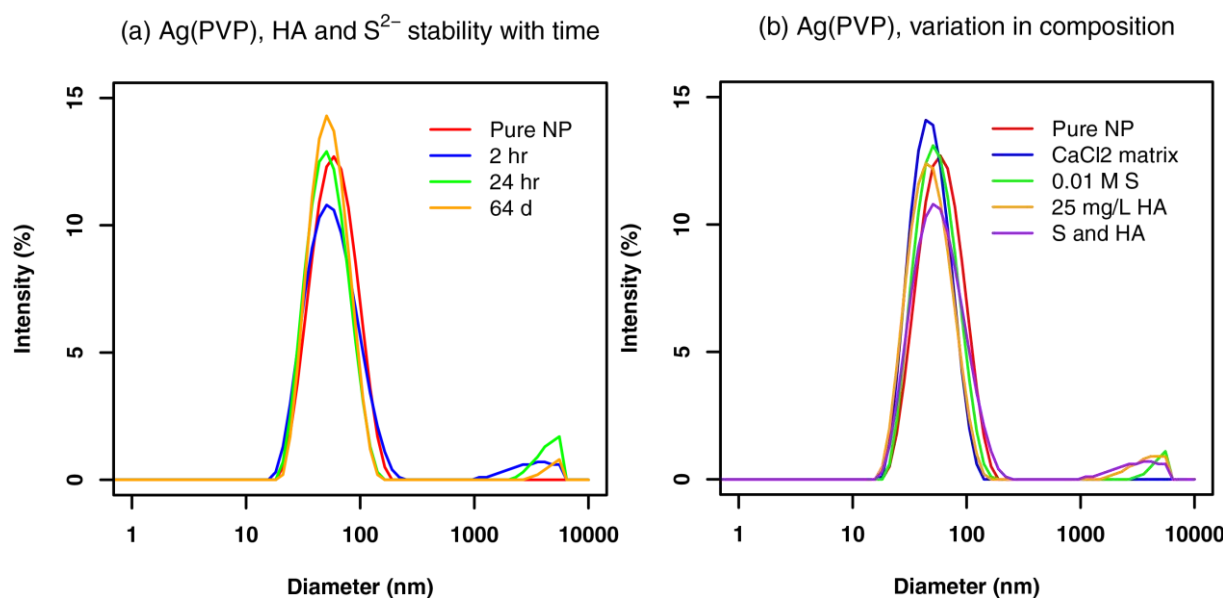 (a) Ag(PVP), HA and S²⁻ stability with time
Intensity (%)
15
10
5
0
Pure NP
2 hr
24 hr
64 d
1 10 100 1000 10000
Diameter (nm)
(b) Ag(PVP), variation in composition
Intensity (%)
15
10
5
0
Pure NP
CaCl2 matrix
0.01 M S
25 mg/L HA
S and HA
1 10 100 1000 10000
Diameter (nm)